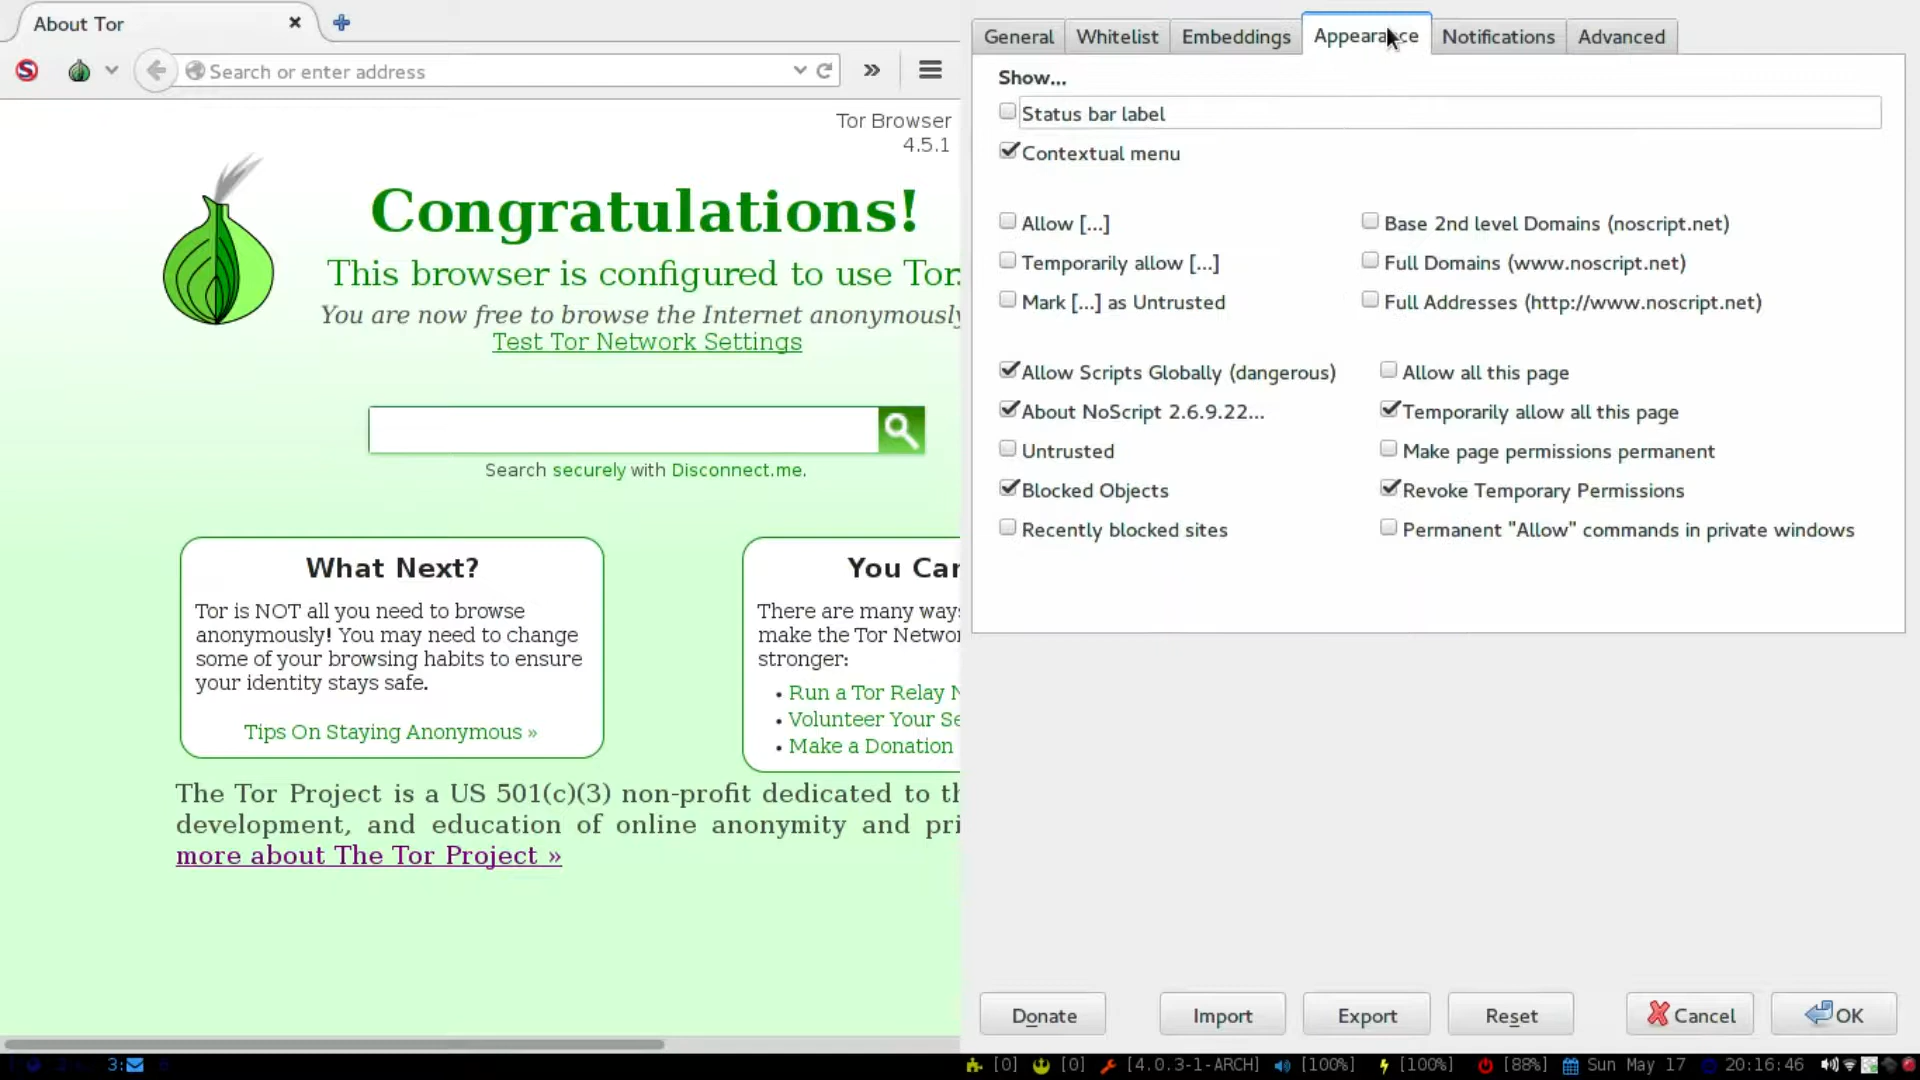 About Tor
Search or enter address
Tor Browser
4.5.1
Congratulations!
This browser is configured to use Tor.
You are now free to browse the Internet anonymously
Test Tor Network Settings
Search securely with Disconnect.me.
What Next?
Tor is NOT all you need to browse
anonymously! You may need to change
some of your browsing habits to ensure
your identity stays safe.
Tips On Staying Anonymous »
You Can
There are many ways
make the Tor Networ
stronger:
• Run a Tor Relay N
• Volunteer Your Se
• Make a Donation
The Tor Project is a US 501(c)(3) non-profit dedicated to th
development, and education of online anonymity and pri
more about The Tor Project »
General
Whitelist
Embeddings
Appearance
Notifications
Advanced
Show...
Status bar label
Contextual menu
Allow [...]
Base 2nd level Domains (noscript.net)
Temporarily allow [...]
Full Domains (www.noscript.net)
Mark [...] as Untrusted
Full Addresses (http://www.noscript.net)
Allow Scripts Globally (dangerous)
Allow all this page
About NoScript 2.6.9.22...
Temporarily allow all this page
Untrusted
Make page permissions permanent
Blocked Objects
Revoke Temporary Permissions
Recently blocked sites
Permanent "Allow" commands in private windows
Donate
Import
Export
Reset
Cancel
OK
3:
[0] [0] [4.0.3-1-ARCH] [100%] [100%] [88%] Sun May 17 20:16:46